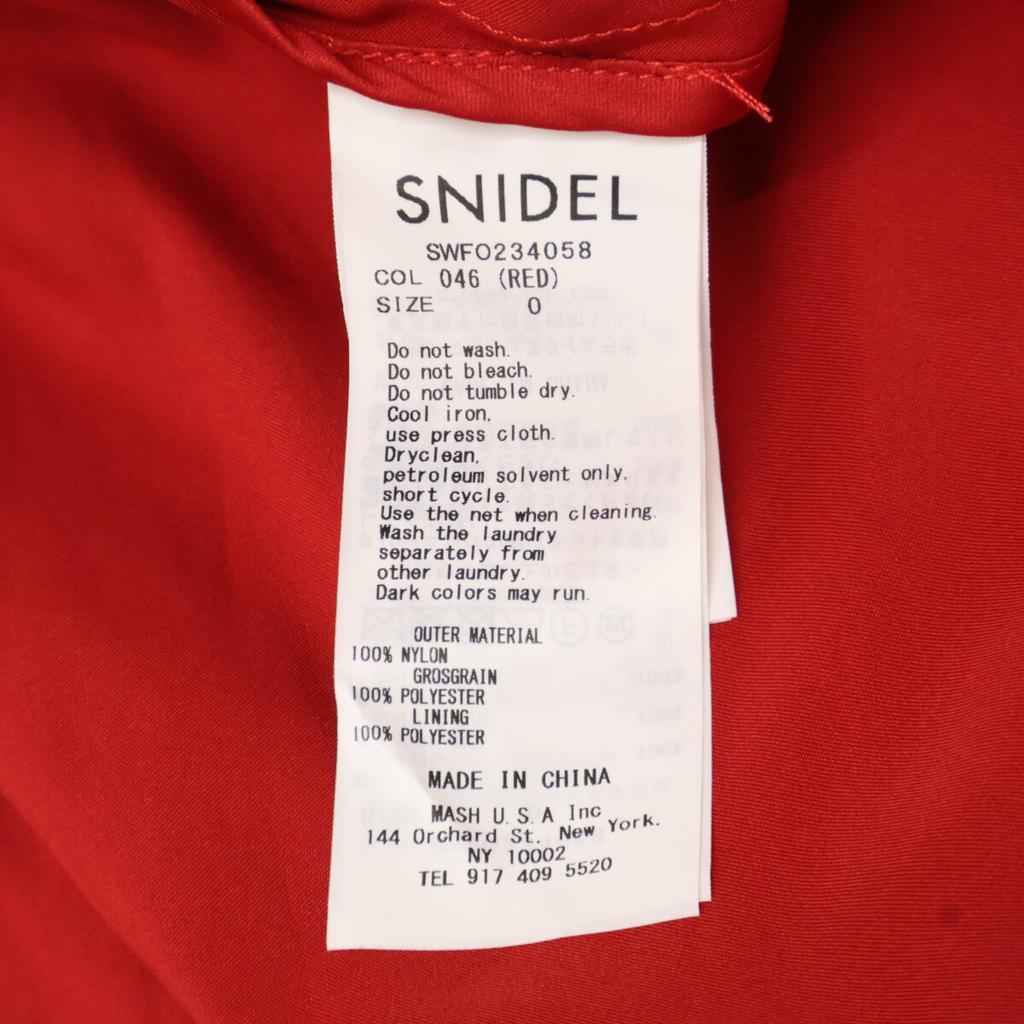 SNIDEL
SWFO234058
COL 046 (RED)
SIZE 0
Do not wash.
Do not bleach.
Do not tumble dry.
Cool iron,
use press cloth.
Dryclean,
petroleum solvent only,
short cycle.
Use the net when cleaning.
Wash the laundry
separately from
other laundry.
Dark colors may run.
OUTER MATERIAL
100% NYLON
GROSGRAIN
100% POLYESTER
LINING
100% POLYESTER
MADE IN CHINA
MASH U.S.A Inc
144 Orchard St. New York.
NY 10002
TEL 917 409 5520